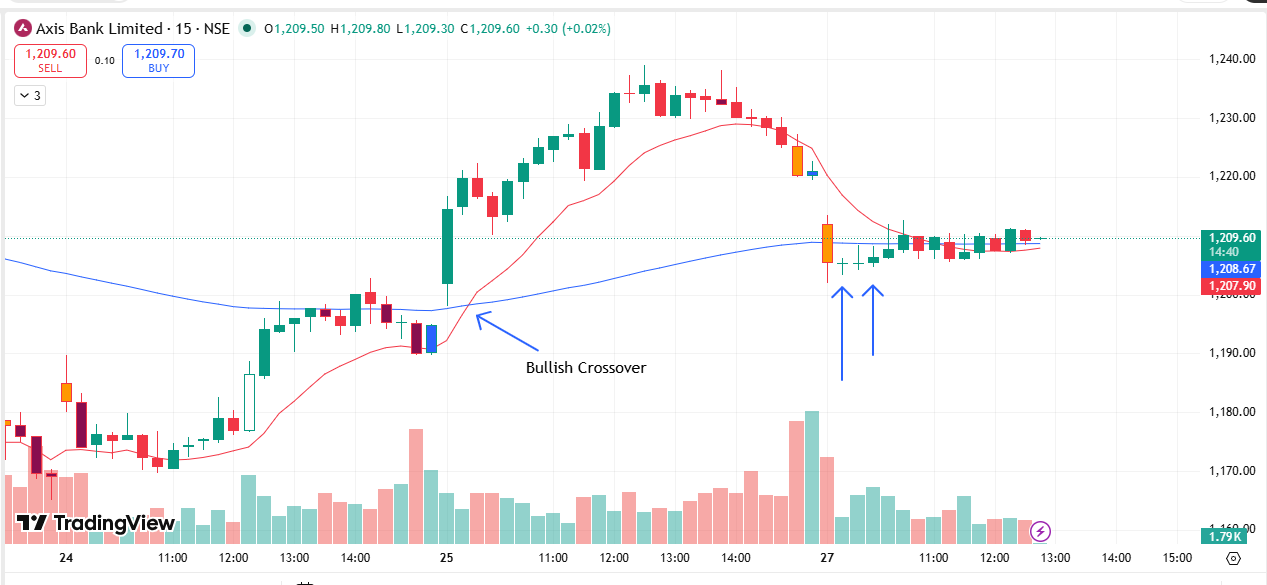 Axis Bank Limited · 15 · NSE O1,209.50 H1,209.80 L1,209.30 C1,209.60 +0.30 (+0.02%)
1,209.60 SELL 0.10 1,209.70 BUY
3
1,240.00
1,230.00
1,220.00
1,209.60
14:40
1,208.67
1,207.90
1,200.00
1,190.00
Bullish Crossover
1,180.00
1,170.00
TradingView
1,160.00
1.79K
24 11:00 12:00 13:00 14:00 25 11:00 12:00 13:00 14:00 27 11:00 12:00 13:00 14:00 15:00